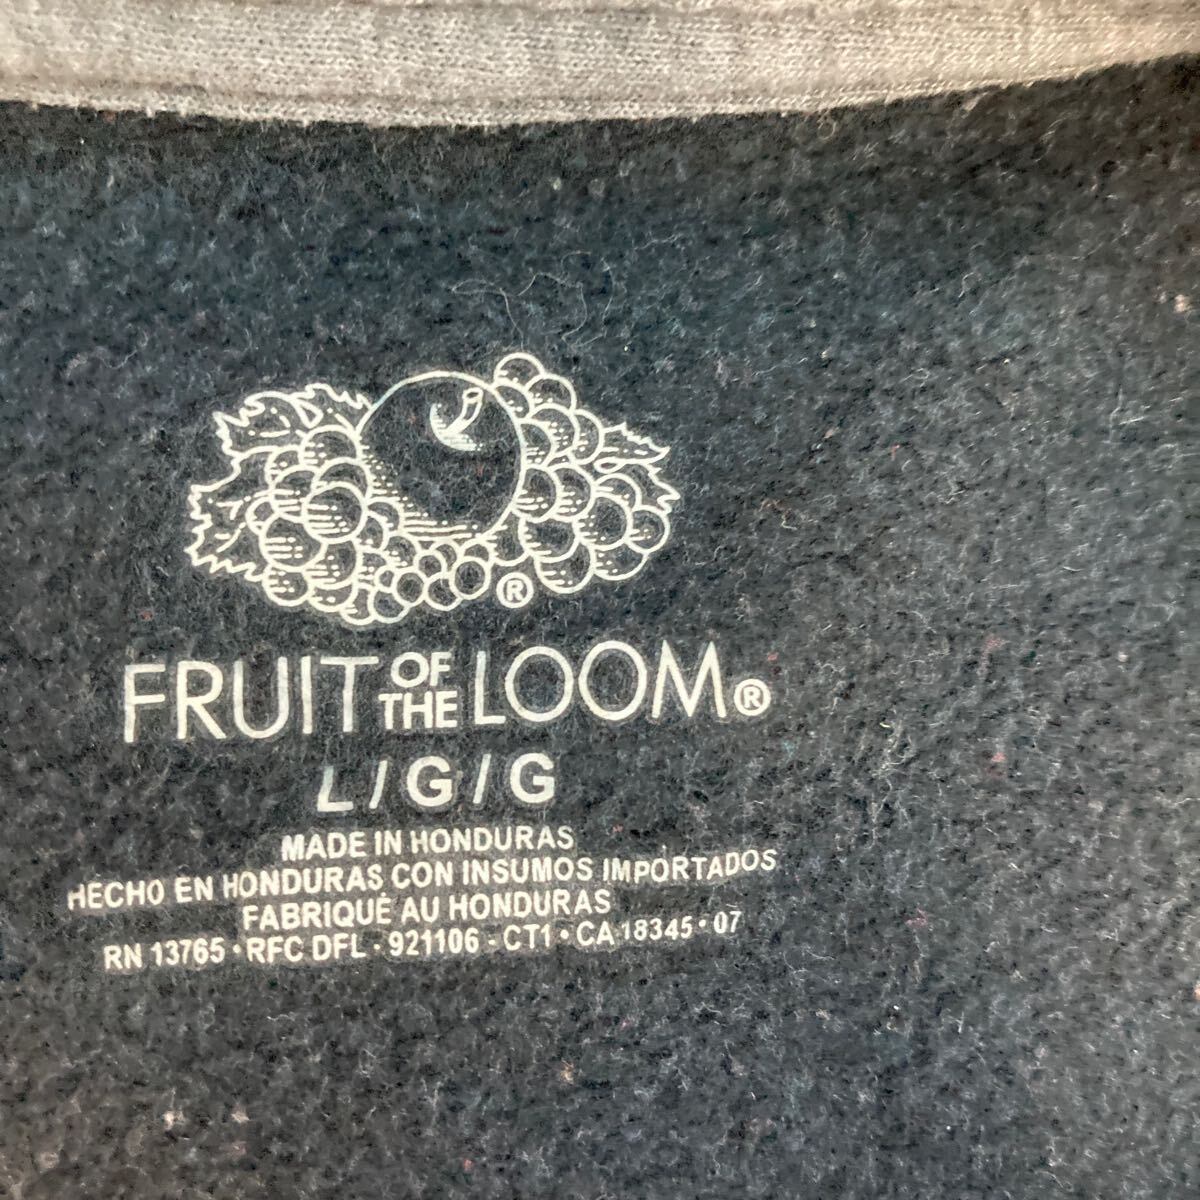 ®
FRUIT OF THE LOOM®
L/G/G
MADE IN HONDURAS
HECHO EN HONDURAS CON INSUMOS IMPORTADOS
FABRIQUÉ AU HONDURAS
RN 13765 · RFC DFL - 921106 - CT1 · CA 18345 · 07